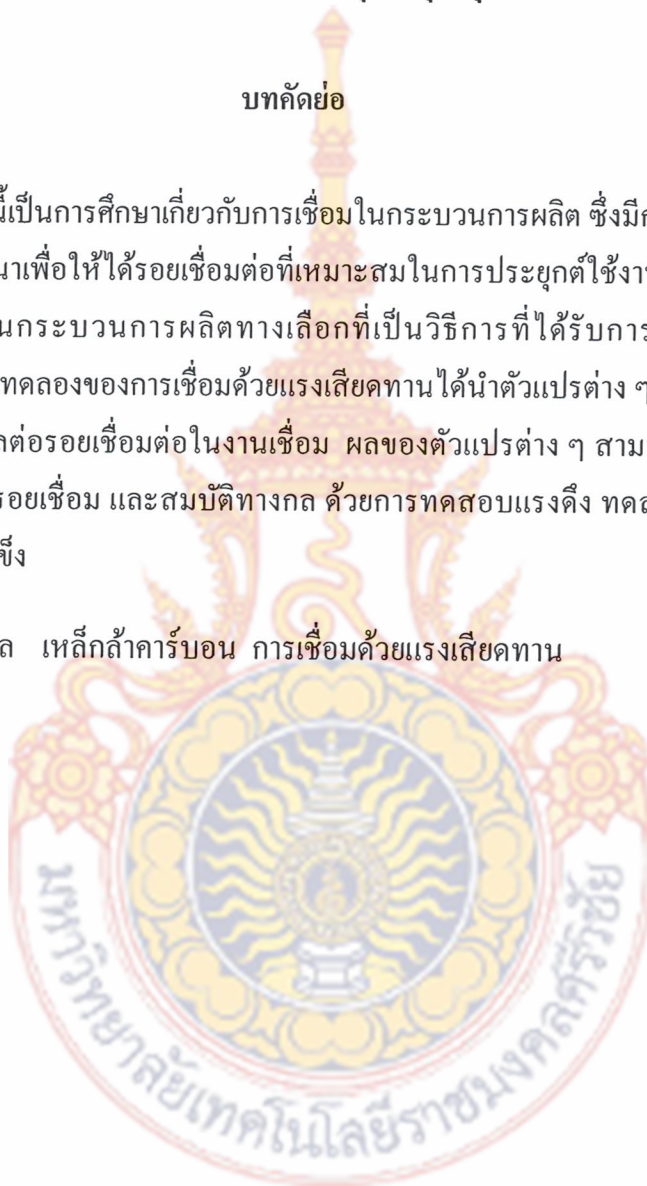 บทคัดย่อ
นี้เป็นการศึกษาเกี่ยวกับการเชื่อมในกระบวนการผลิต ซึ่งมีก
นาเพื่อให้ได้รอยเชื่อมต่อที่เหมาะสมในการประยุกต์ใช้งา
นกระบวนการผลิตทางเลือกที่เป็นวิธีการที่ได้รับการ
ทดลองของการเชื่อมด้วยแรงเสียดทานได้นำตัวแปรต่าง ๆ
ลต่อรอยเชื่อมต่อในงานเชื่อม ผลของตัวแปรต่าง ๆ สาม
รอยเชื่อม และสมบัติทางกล ด้วยการทดสอบแรงดึง ทดส
ข็ง
ล เหล็กล้าคาร์บอน การเชื่อมด้วยแรงเสียดทาน
มหาวิทยาลัยเทคโนโลยีราชมงคลศรีวิชัย